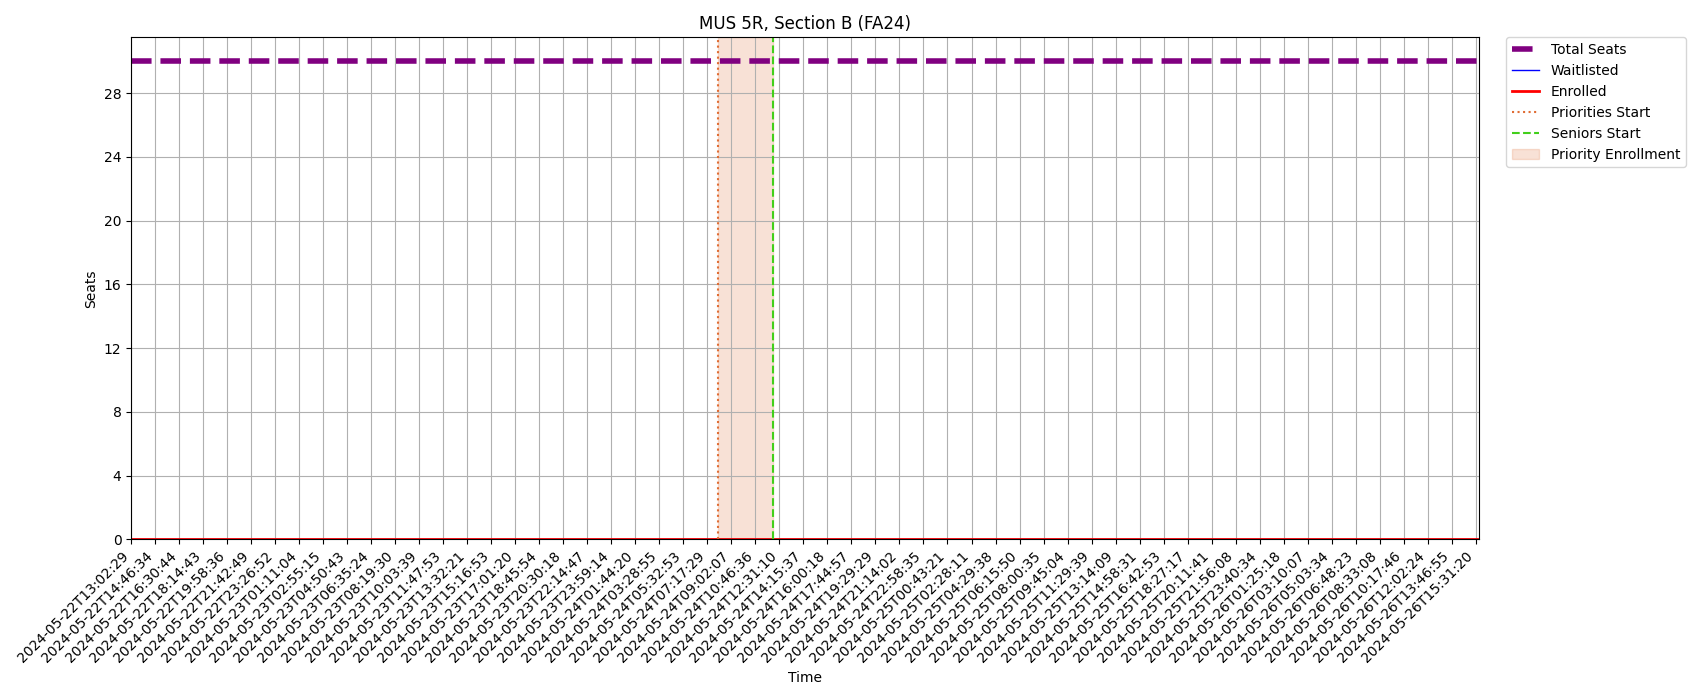 MUS 5R, Section B (FA24)
Total Seats
Waitlisted
Enrolled
Priorities Start
Seniors Start
Priority Enrollment
Seats
28
24
20
16
12
8
4
0
2024-05-22T13:02:29
2024-05-22T14:46:34
2024-05-22T16:30:44
2024-05-22T18:14:43
2024-05-22T19:58:36
2024-05-22T21:42:49
2024-05-22T23:26:52
2024-05-23T01:11:04
2024-05-23T02:55:15
2024-05-23T04:50:43
2024-05-23T06:35:24
2024-05-23T08:19:30
2024-05-23T10:03:39
2024-05-23T11:47:53
2024-05-23T13:32:21
2024-05-23T15:16:53
2024-05-23T17:01:20
2024-05-23T18:45:54
2024-05-23T20:30:18
2024-05-23T22:14:47
2024-05-23T23:59:14
2024-05-24T01:44:20
2024-05-24T03:28:55
2024-05-24T05:32:53
2024-05-24T07:17:29
2024-05-24T09:02:07
2024-05-24T10:46:36
2024-05-24T12:31:10
2024-05-24T14:15:37
2024-05-24T16:00:18
2024-05-24T17:44:57
2024-05-24T19:29:29
2024-05-24T21:14:02
2024-05-24T22:58:35
2024-05-25T00:43:21
2024-05-25T02:28:11
2024-05-25T04:29:38
2024-05-25T06:15:50
2024-05-25T08:00:35
2024-05-25T09:45:04
2024-05-25T11:29:39
2024-05-25T13:14:09
2024-05-25T14:58:31
2024-05-25T16:42:53
2024-05-25T18:27:17
2024-05-25T20:11:41
2024-05-25T21:56:08
2024-05-25T23:40:34
2024-05-26T01:25:18
2024-05-26T03:10:07
2024-05-26T05:03:34
2024-05-26T06:48:23
2024-05-26T08:33:08
2024-05-26T10:17:46
2024-05-26T12:02:24
2024-05-26T13:46:55
2024-05-26T15:31:20
Time